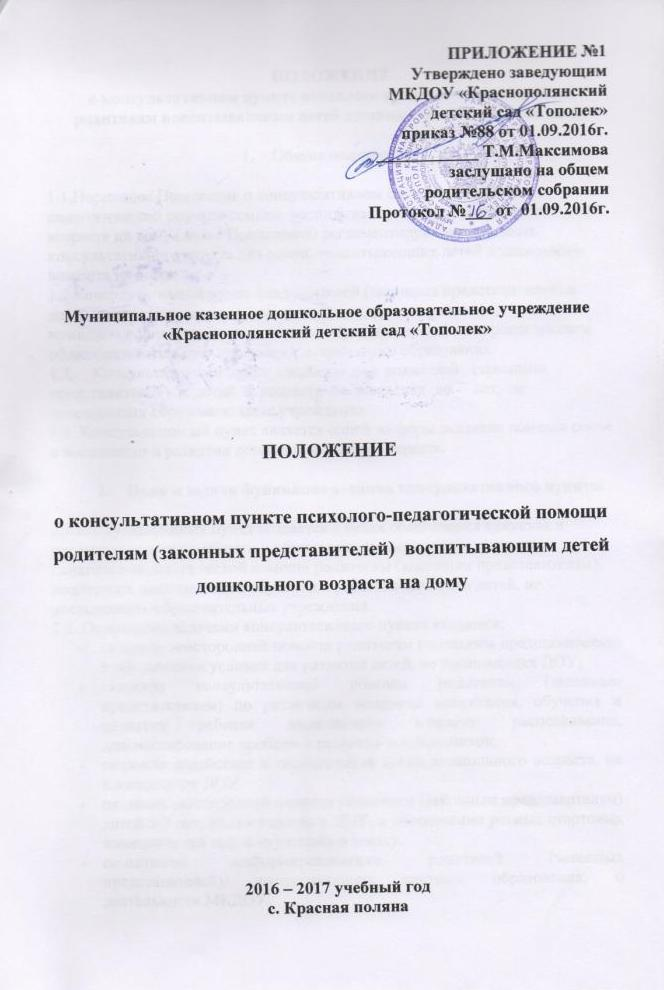 ПРИЛОЖЕНИЕ №1
Утверждено заведующим
МКДОУ «Краснополянский
детский сад «Тополек»
приказ №88 от 01.09.2016г.
Т.М.Максимова
заслушано на общем
родительском собрании
Протокол № 16 от 01.09.2016г.
Муниципальное казенное дошкольное образовательное учреждение
«Краснополянский детский сад «Тополек»
ПОЛОЖЕНИЕ
о консультативном пункте психолого-педагогической помощи
родителям (законных представителей) воспитывающим детей
дошкольного возраста на дому
2016 – 2017 учебный год
с. Красная поляна